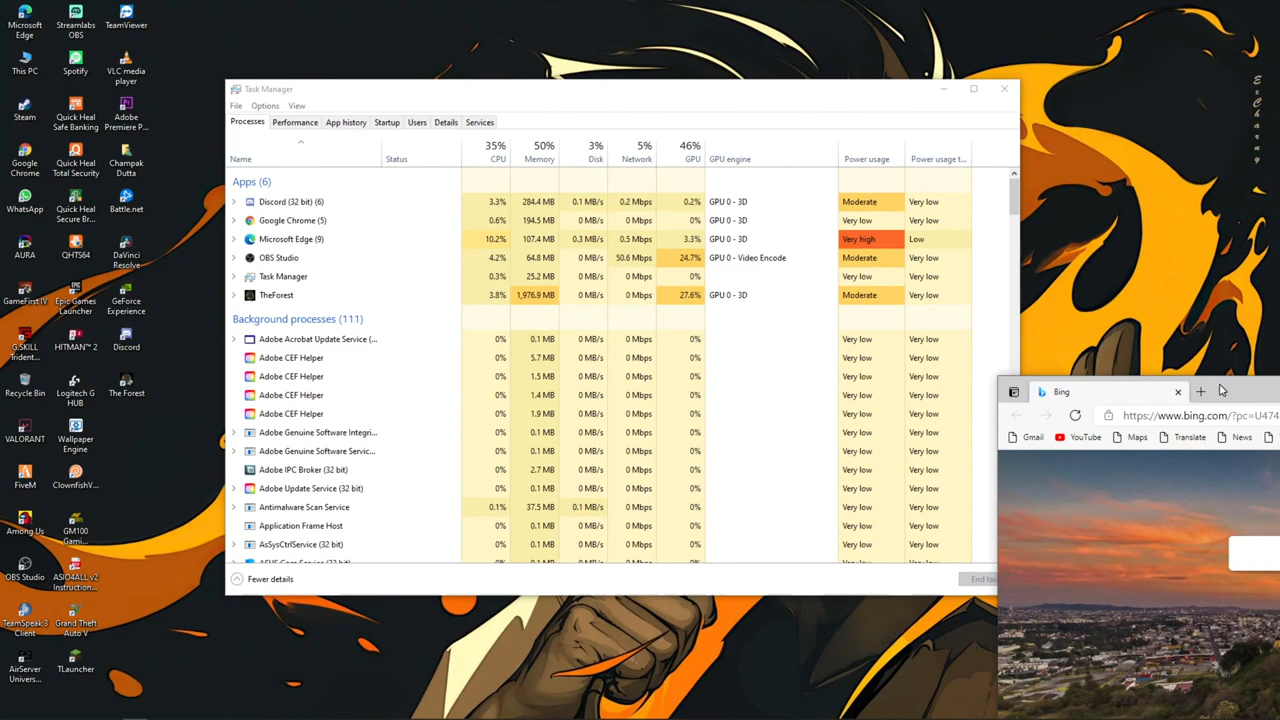 Microsoft Edge
Streamlabs OBS
TeamViewer
This PC
Spotify
VLC media player
Steam
Quick Heal Safe Banking
Adobe Premiere P...
Google Chrome
Quick Heal Total Security
Champak Dutta
WhatsApp
Quick Heal Secure Br...
Battle.net
AURA
QHTS64
DaVinci Resolve
GameFirst IV
Epic Games Launcher
GeForce Experience
G.SKILL Trident...
HITMAN™ 2
Discord
Recycle Bin
Logitech G HUB
The Forest
VALORANT
Wallpaper Engine
FiveM
ClownfishV...
Among Us
GM100 Gami...
OBS Studio
ASIO4ALL v2 Instruction...
TeamSpeak 3 Client
Grand Theft Auto V
AirServer Univers...
TLauncher
ExCharny
Task Manager
File Options View
Processes Performance App history Startup Users Details Services
35% 50% 3% 5% 46%
Name Status CPU Memory Disk Network GPU GPU engine Power usage Power usage t...
Apps (6)
Discord (32 bit) (6) 3.3% 284.4 MB 0.1 MB/s 0.2 Mbps 0.2% GPU 0 - 3D Moderate Very low
Google Chrome (5) 0.6% 194.5 MB 0 MB/s 0 Mbps 0% GPU 0 - 3D Very low Very low
Microsoft Edge (9) 10.2% 107.4 MB 0.3 MB/s 0.5 Mbps 3.3% GPU 0 - 3D Very high Low
OBS Studio 4.2% 64.8 MB 0 MB/s 50.6 Mbps 24.7% GPU 0 - Video Encode Moderate Very low
Task Manager 0.3% 25.2 MB 0 MB/s 0 Mbps 0% Very low Very low
TheForest 3.8% 1,976.9 MB 0 MB/s 0 Mbps 27.6% GPU 0 - 3D Moderate Very low
Background processes (111)
Adobe Acrobat Update Service (... 0% 0.1 MB 0 MB/s 0 Mbps 0% Very low Very low
Adobe CEF Helper 0% 5.7 MB 0 MB/s 0 Mbps 0% Very low Very low
Adobe CEF Helper 0% 1.5 MB 0 MB/s 0 Mbps 0% Very low Very low
Adobe CEF Helper 0% 1.4 MB 0 MB/s 0 Mbps 0% Very low Very low
Adobe CEF Helper 0% 1.9 MB 0 MB/s 0 Mbps 0% Very low Very low
Adobe Genuine Software Integri... 0% 0.1 MB 0 MB/s 0 Mbps 0% Very low Very low
Adobe Genuine Software Servic... 0% 0.1 MB 0 MB/s 0 Mbps 0% Very low Very low
Adobe IPC Broker (32 bit) 0% 2.7 MB 0 MB/s 0 Mbps 0% Very low Very low
Adobe Update Service (32 bit) 0% 0.1 MB 0 MB/s 0 Mbps 0% Very low Very low
Antimalware Scan Service 0.1% 37.5 MB 0.1 MB/s 0 Mbps 0% Very low Very low
Application Frame Host 0% 0.1 MB 0 MB/s 0 Mbps 0% Very low Very low
AsSysCtrlService (32 bit) 0% 0.1 MB 0 MB/s 0 Mbps 0% Very low Very low
Fewer details
End tas
Bing
https://www.bing.com/?pc=U474
Gmail YouTube Maps Translate News